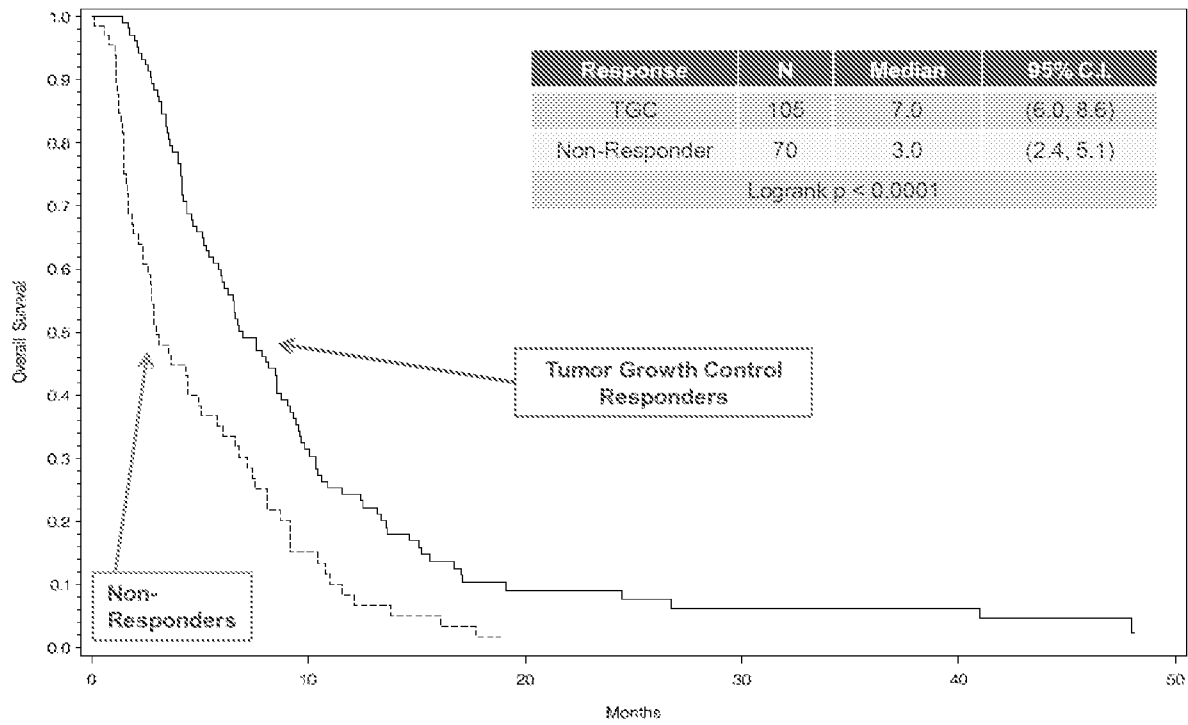 1.0
0.9
0.8
0.7
0.6
0.5
0.4
0.3
0.2
0.1
0.0
Overall Survival
Response N Median 95% C.I.
TGC 105 7.0 (6.0, 8.6)
Non-Responder 70 3.0 (2.4, 5.1)
Logrank p < 0.0001
Tumor Growth Control
Responders
Non-
Responders
0 10 20 30 40 50
Months